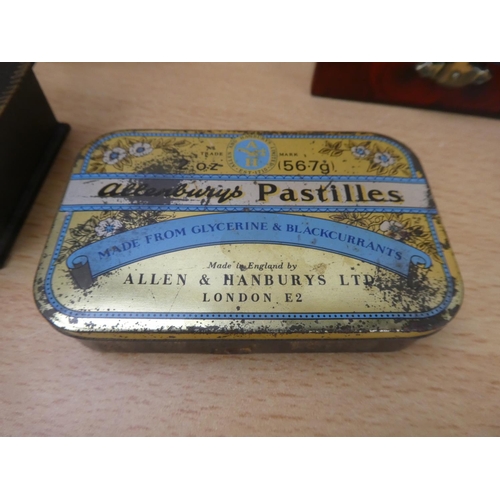 TRADE MARK
OZ (56·7g)
Allenburys Pastilles
MADE FROM GLYCERINE & BLACKCURRANTS
Made in England by
ALLEN & HANBURYS LTD
LONDON E2